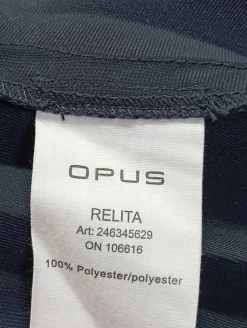 OPUS
RELITA
Art: 246345629
ON 106616
100% Polyester/polyester